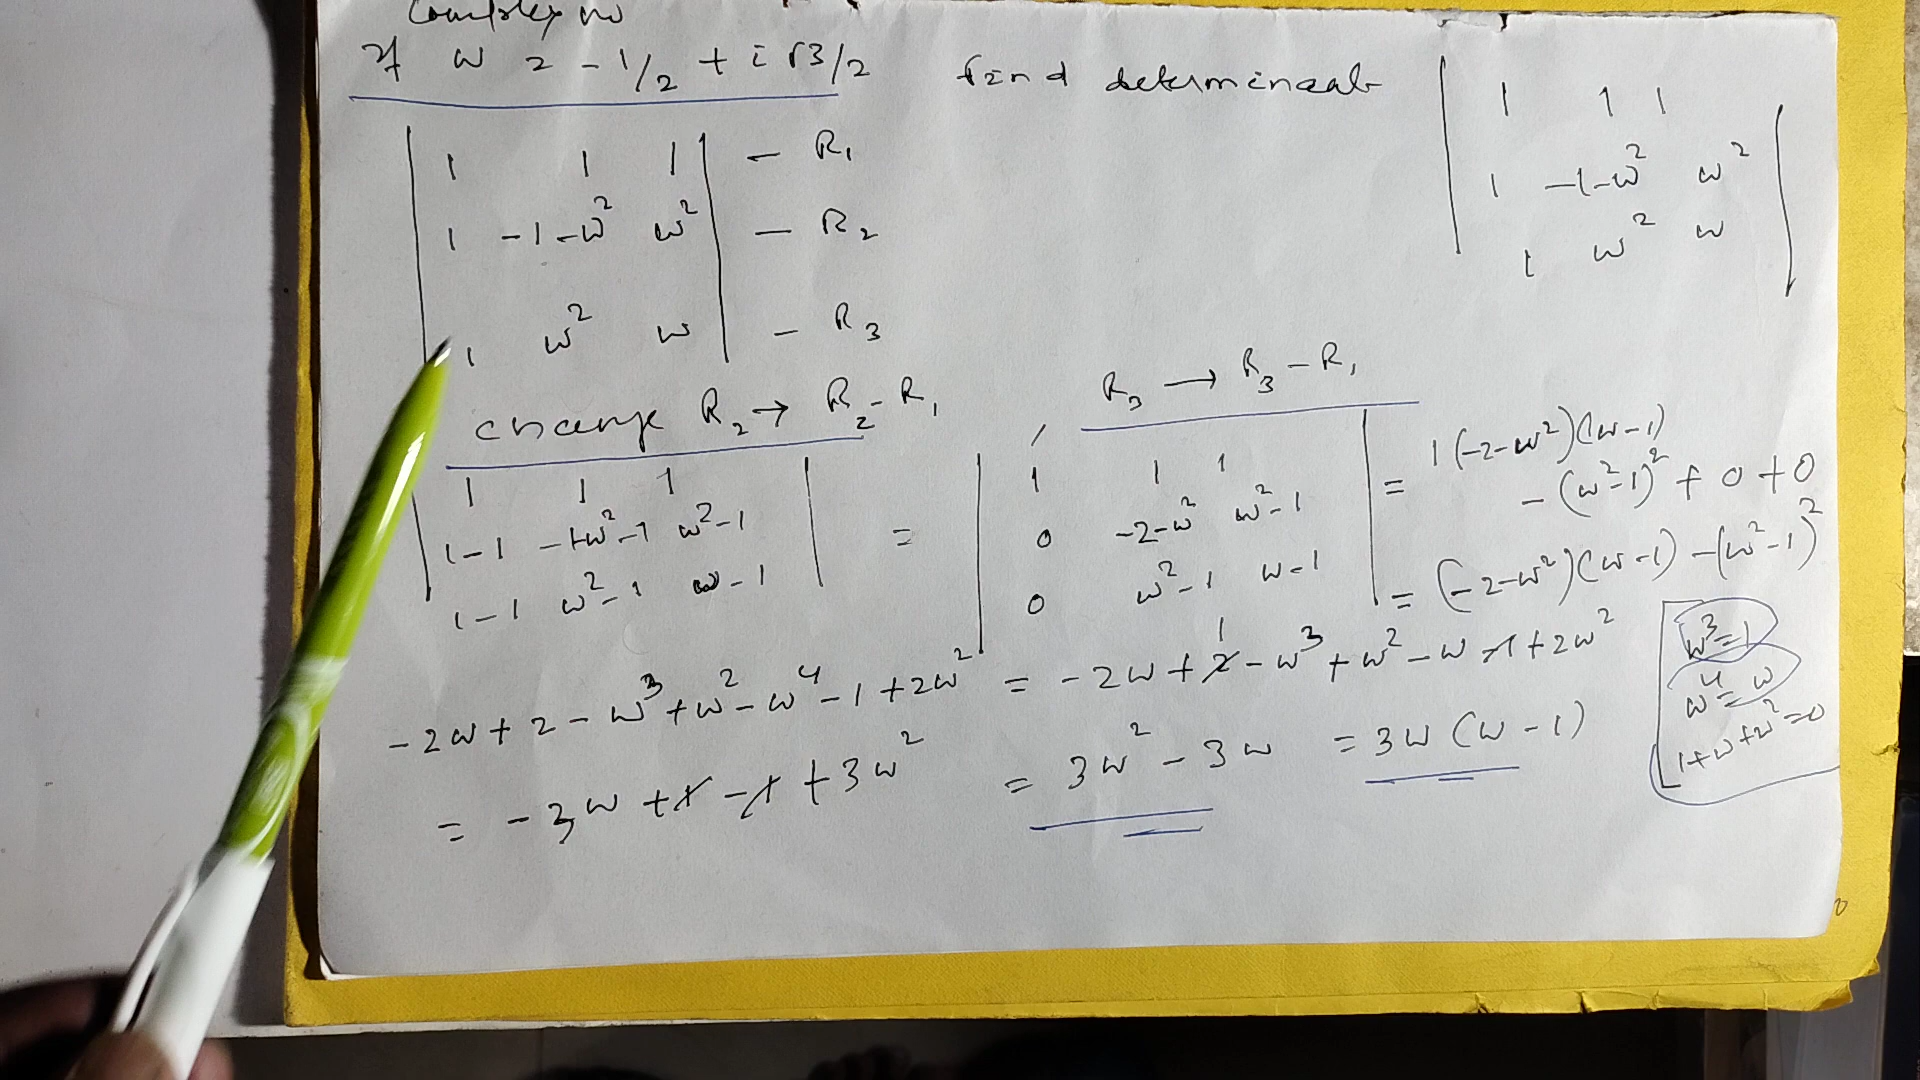 Complex no
If w = -1/2 + i√3/2 find determinant
| 1 1 1 |
| 1 -1-w² w² |
| 1 w² w |
| 1 1 1 | - R₁
| 1 -1-w² w² | - R₂
| 1 w² w | - R₃
change R₂ → R₂-R₁, R₃ → R₃-R₁
| 1 1 1 |
| 1-1 -1-w²-1 w²-1 |
| 1-1 w²-1 w-1 |
= | 1 1 1 |
| 0 -2-w² w²-1 |
| 0 w²-1 w-1 |
= 1(-2-w²)(w-1)
-(w²-1)² + 0 + 0
= (-2-w²)(w-1) -(w²-1)²
-2w+2-w³+w²-w⁴-1+2w² = -2w+2-w³+w²-w-1+2w²
1
= -3w+1-1+3w² = 3w²-3w = 3w(w-1)
w³=1
w⁴=w
1+w+w²=0